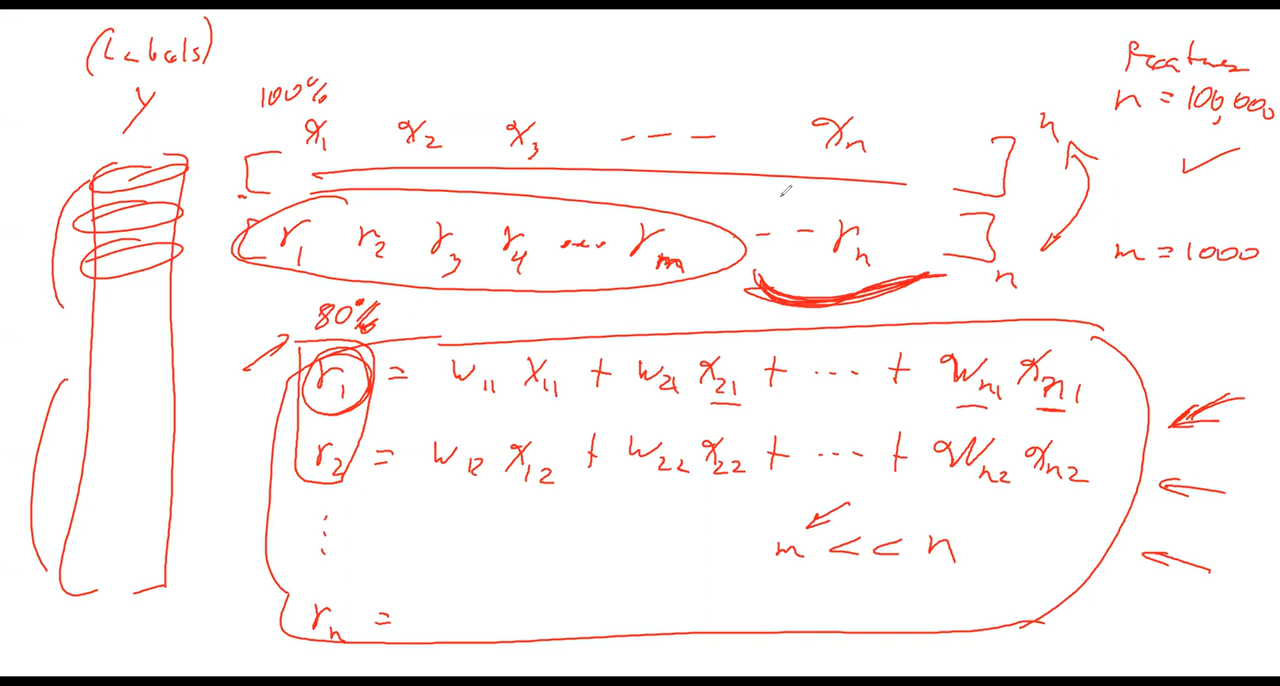 (Labels)
Y
100%
x₁ x₂ x₃ --- xₙ
n
Features
n = 100,000
✓
r₁ r₂ r₃ r₄ ... rₘ -- rₙ
n
m = 1000
80%
r₁ = w₁₁ x₁₁ + w₂₁ x₂₁ + ... + wₙ₁ xₙ₁
r₂ = w₁₂ x₁₂ + w₂₂ x₂₂ + ... + wₙ₂ xₙ₂
⋮
m << n
rₙ =